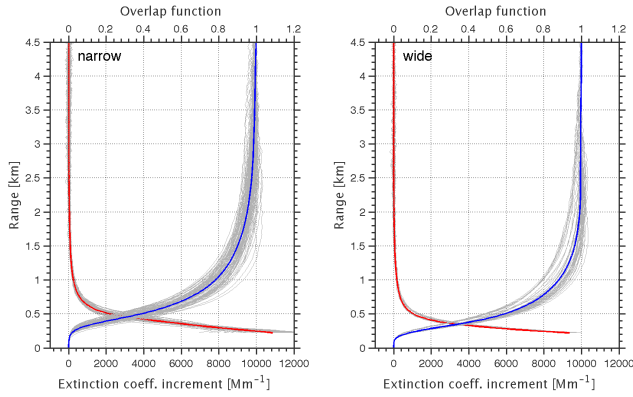 Overlap function
0 0.2 0.4 0.6 0.8 1 1.2
4.5
4
3.5
3
2.5
2
1.5
1
0.5
0
Range [km]
narrow
0 2000 4000 6000 8000 10000 12000
Extinction coeff. increment [Mm⁻¹]
Overlap function
0 0.2 0.4 0.6 0.8 1 1.2
4.5
4
3.5
3
2.5
2
1.5
1
0.5
0
Range [km]
wide
0 2000 4000 6000 8000 10000 12000
Extinction coeff. increment [Mm⁻¹]